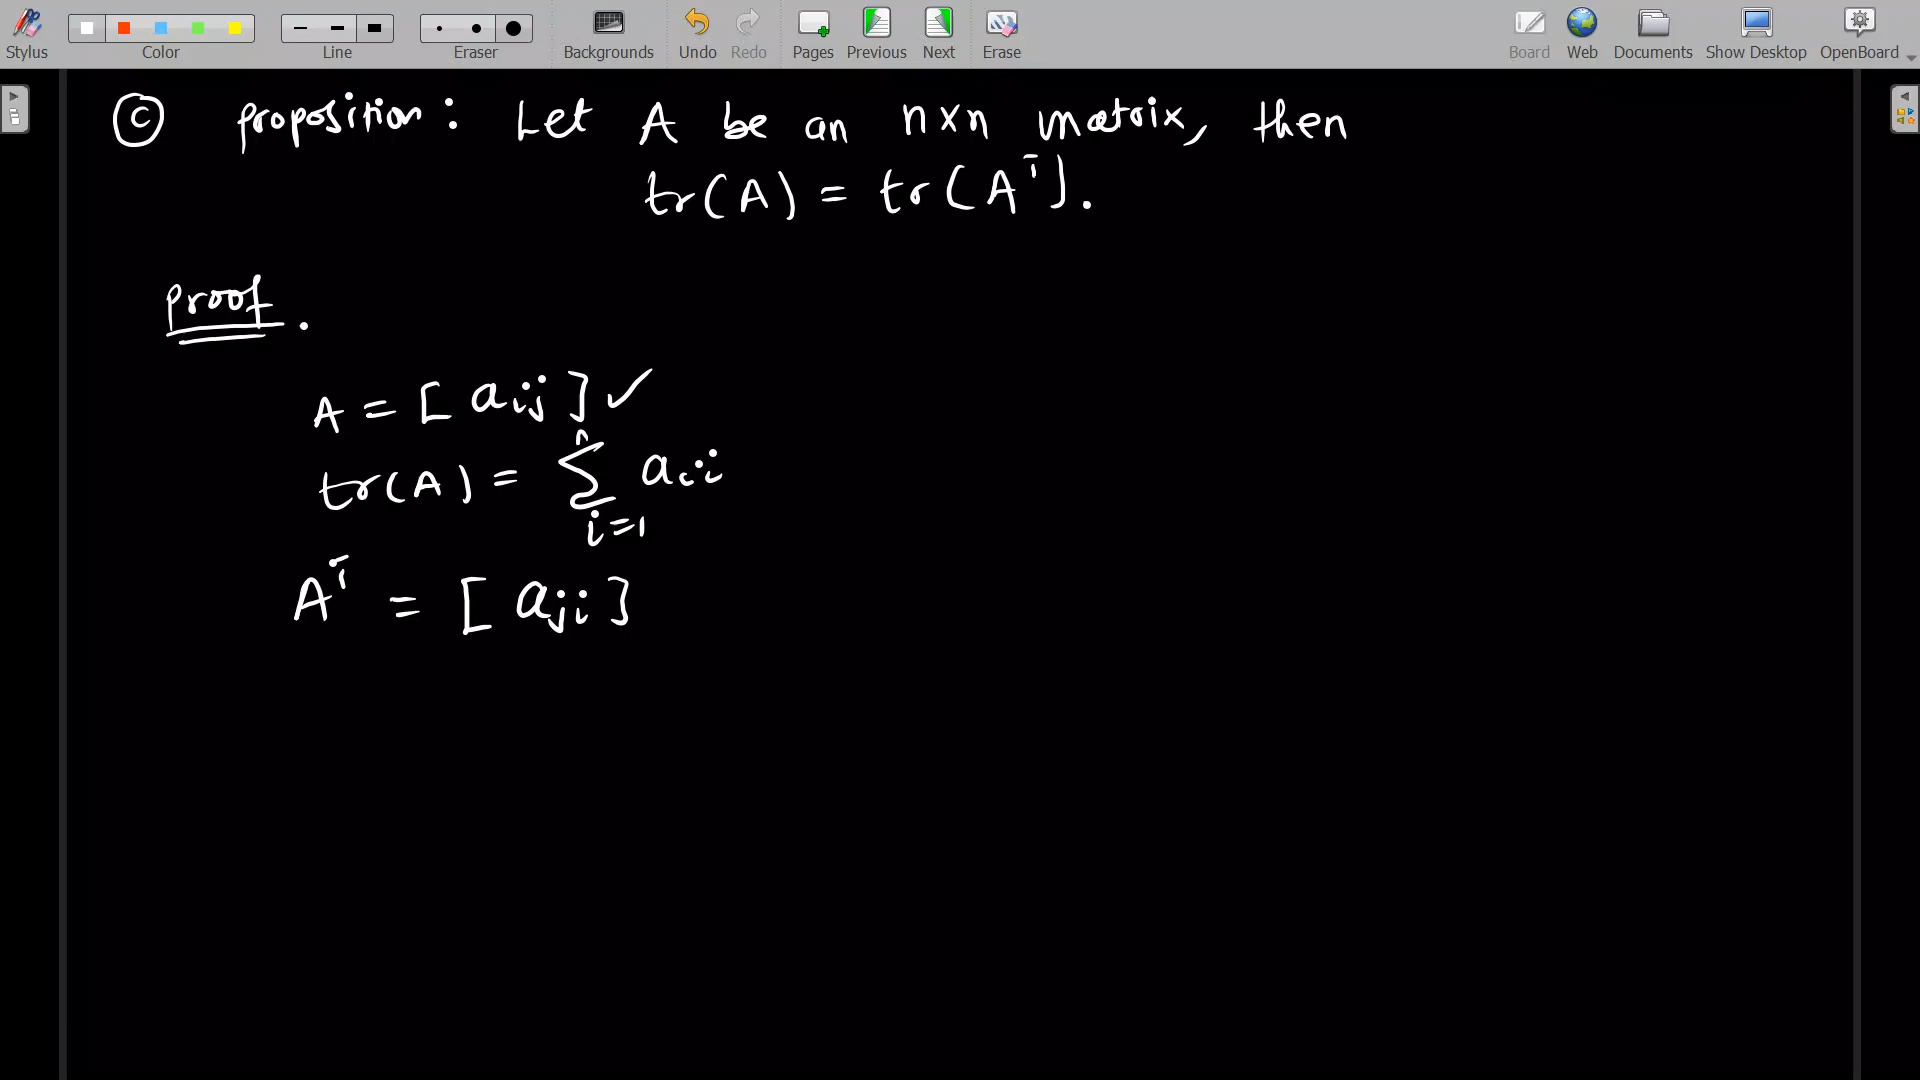 Stylus Color Line Eraser Backgrounds Undo Redo Pages Previous Next Erase Board Web Documents Show Desktop OpenBoard
© proposition: Let A be an n×n matrix, then
tr(A) = tr(Aᵀ).
proof.
A = [aij] ✓
tr(A) = ∑ⁿᵢ₌₁ aii
Aᵀ = [aji]